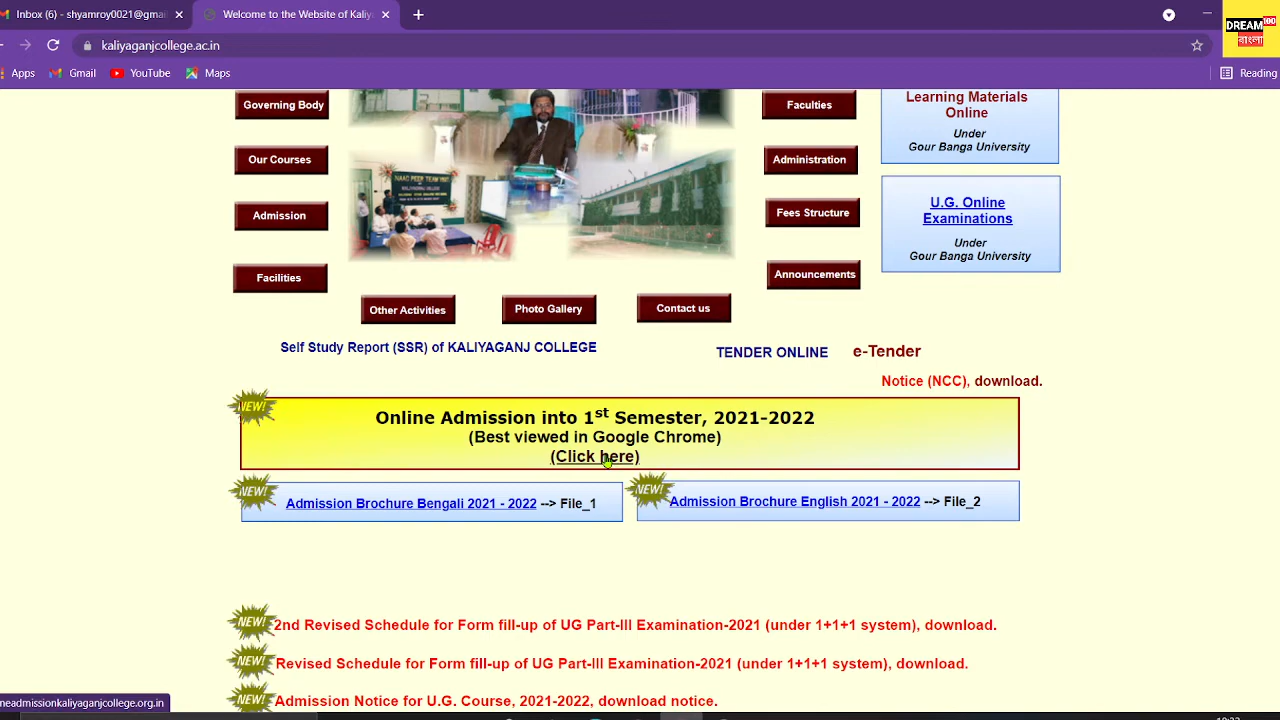 Inbox (6) - shyamroy0021@gmai
Welcome to the Website of Kaliya
kaliyaganjcollege.ac.in
DREAM100
বাংলা
Apps
Gmail
YouTube
Maps
Reading
Governing Body
Our Courses
Admission
Facilities
Other Activities
Photo Gallery
Contact us
Faculties
Administration
Fees Structure
Announcements
Learning Materials
Online
Under
Gour Banga University
U.G. Online
Examinations
Under
Gour Banga University
Self Study Report (SSR) of KALIYAGANJ COLLEGE
TENDER ONLINE e-Tender
Notice (NCC), download.
NEW!
Online Admission into 1st Semester, 2021-2022
(Best viewed in Google Chrome)
(Click here)
NEW!
Admission Brochure Bengali 2021 - 2022 --> File_1
NEW!
Admission Brochure English 2021 - 2022 --> File_2
NEW!
2nd Revised Schedule for Form fill-up of UG Part-III Examination-2021 (under 1+1+1 system), download.
NEW!
Revised Schedule for Form fill-up of UG Part-III Examination-2021 (under 1+1+1 system), download.
NEW!
Admission Notice for U.G. Course, 2021-2022, download notice.
neadmissionkaliyaganjcollege.org.in